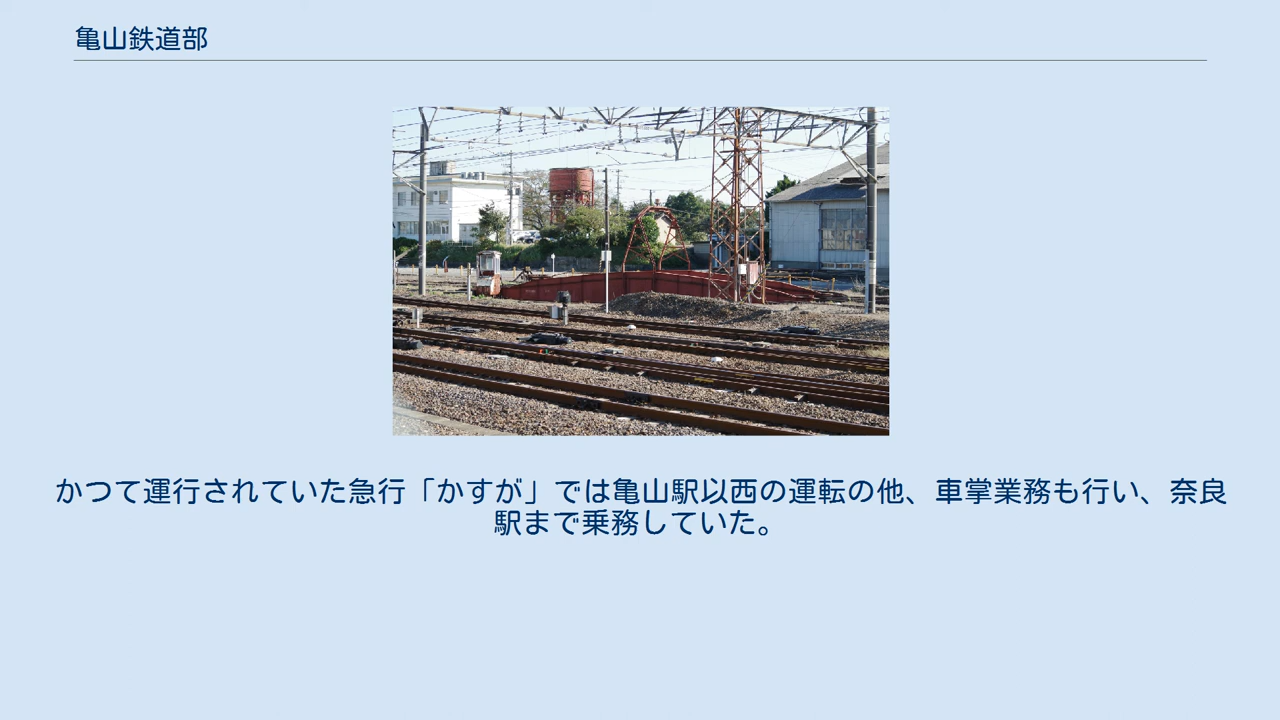 亀山鉄道部
かつて運行されていた急行「かすが」では亀山駅以西の運転の他、車掌業務も行い、奈良
駅まで乗務していた。